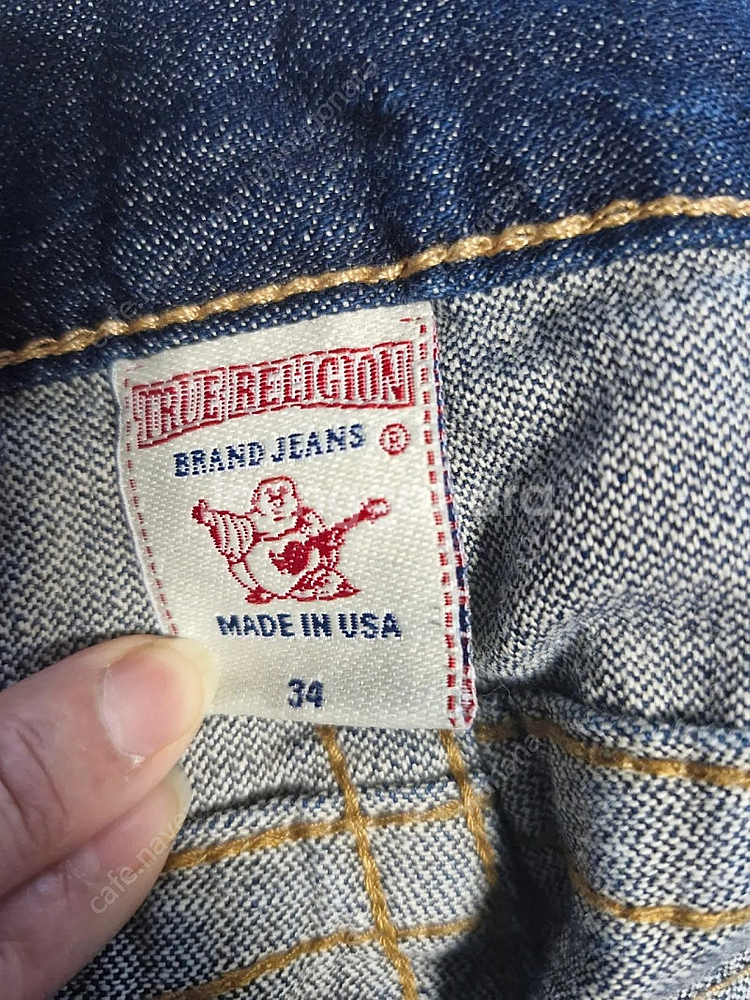 TRUE RELIGION
BRAND JEANS ®
MADE IN USA
34